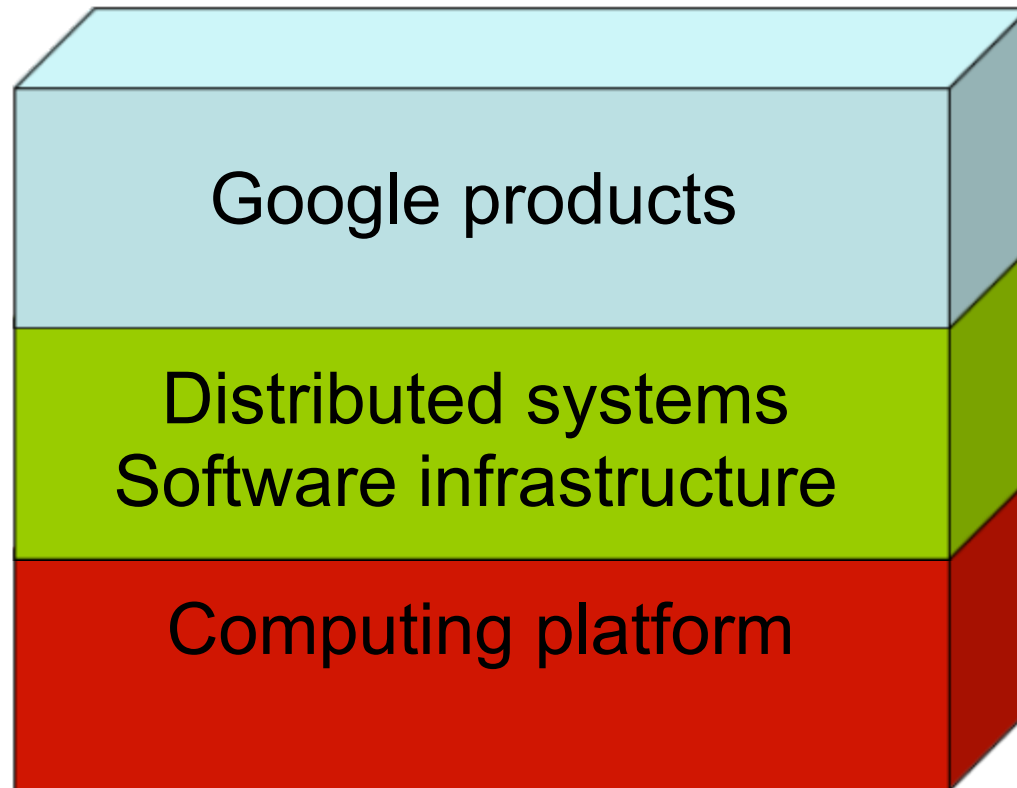 Google products
Distributed systems
Software infrastructure
Computing platform